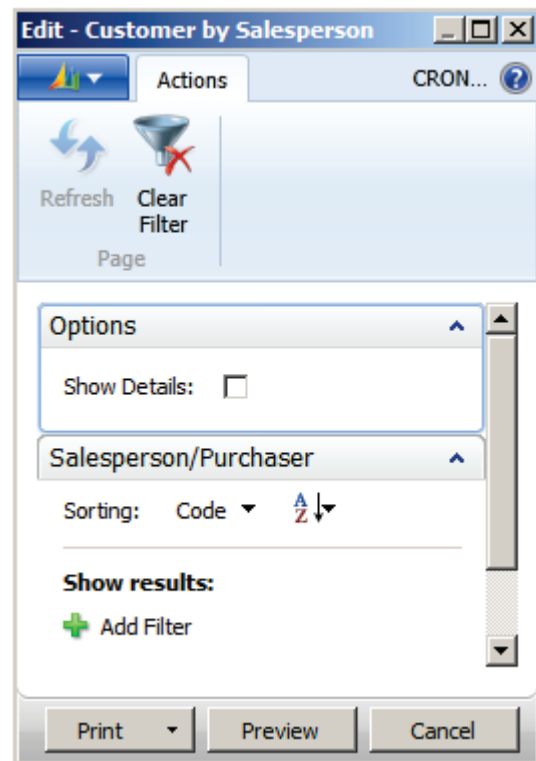 Edit - Customer by Salesperson
Actions
CRON...
Refresh
Clear
Filter
Page
Options
Show Details:
Salesperson/Purchaser
Sorting: Code
Show results:
Add Filter
Print
Preview
Cancel